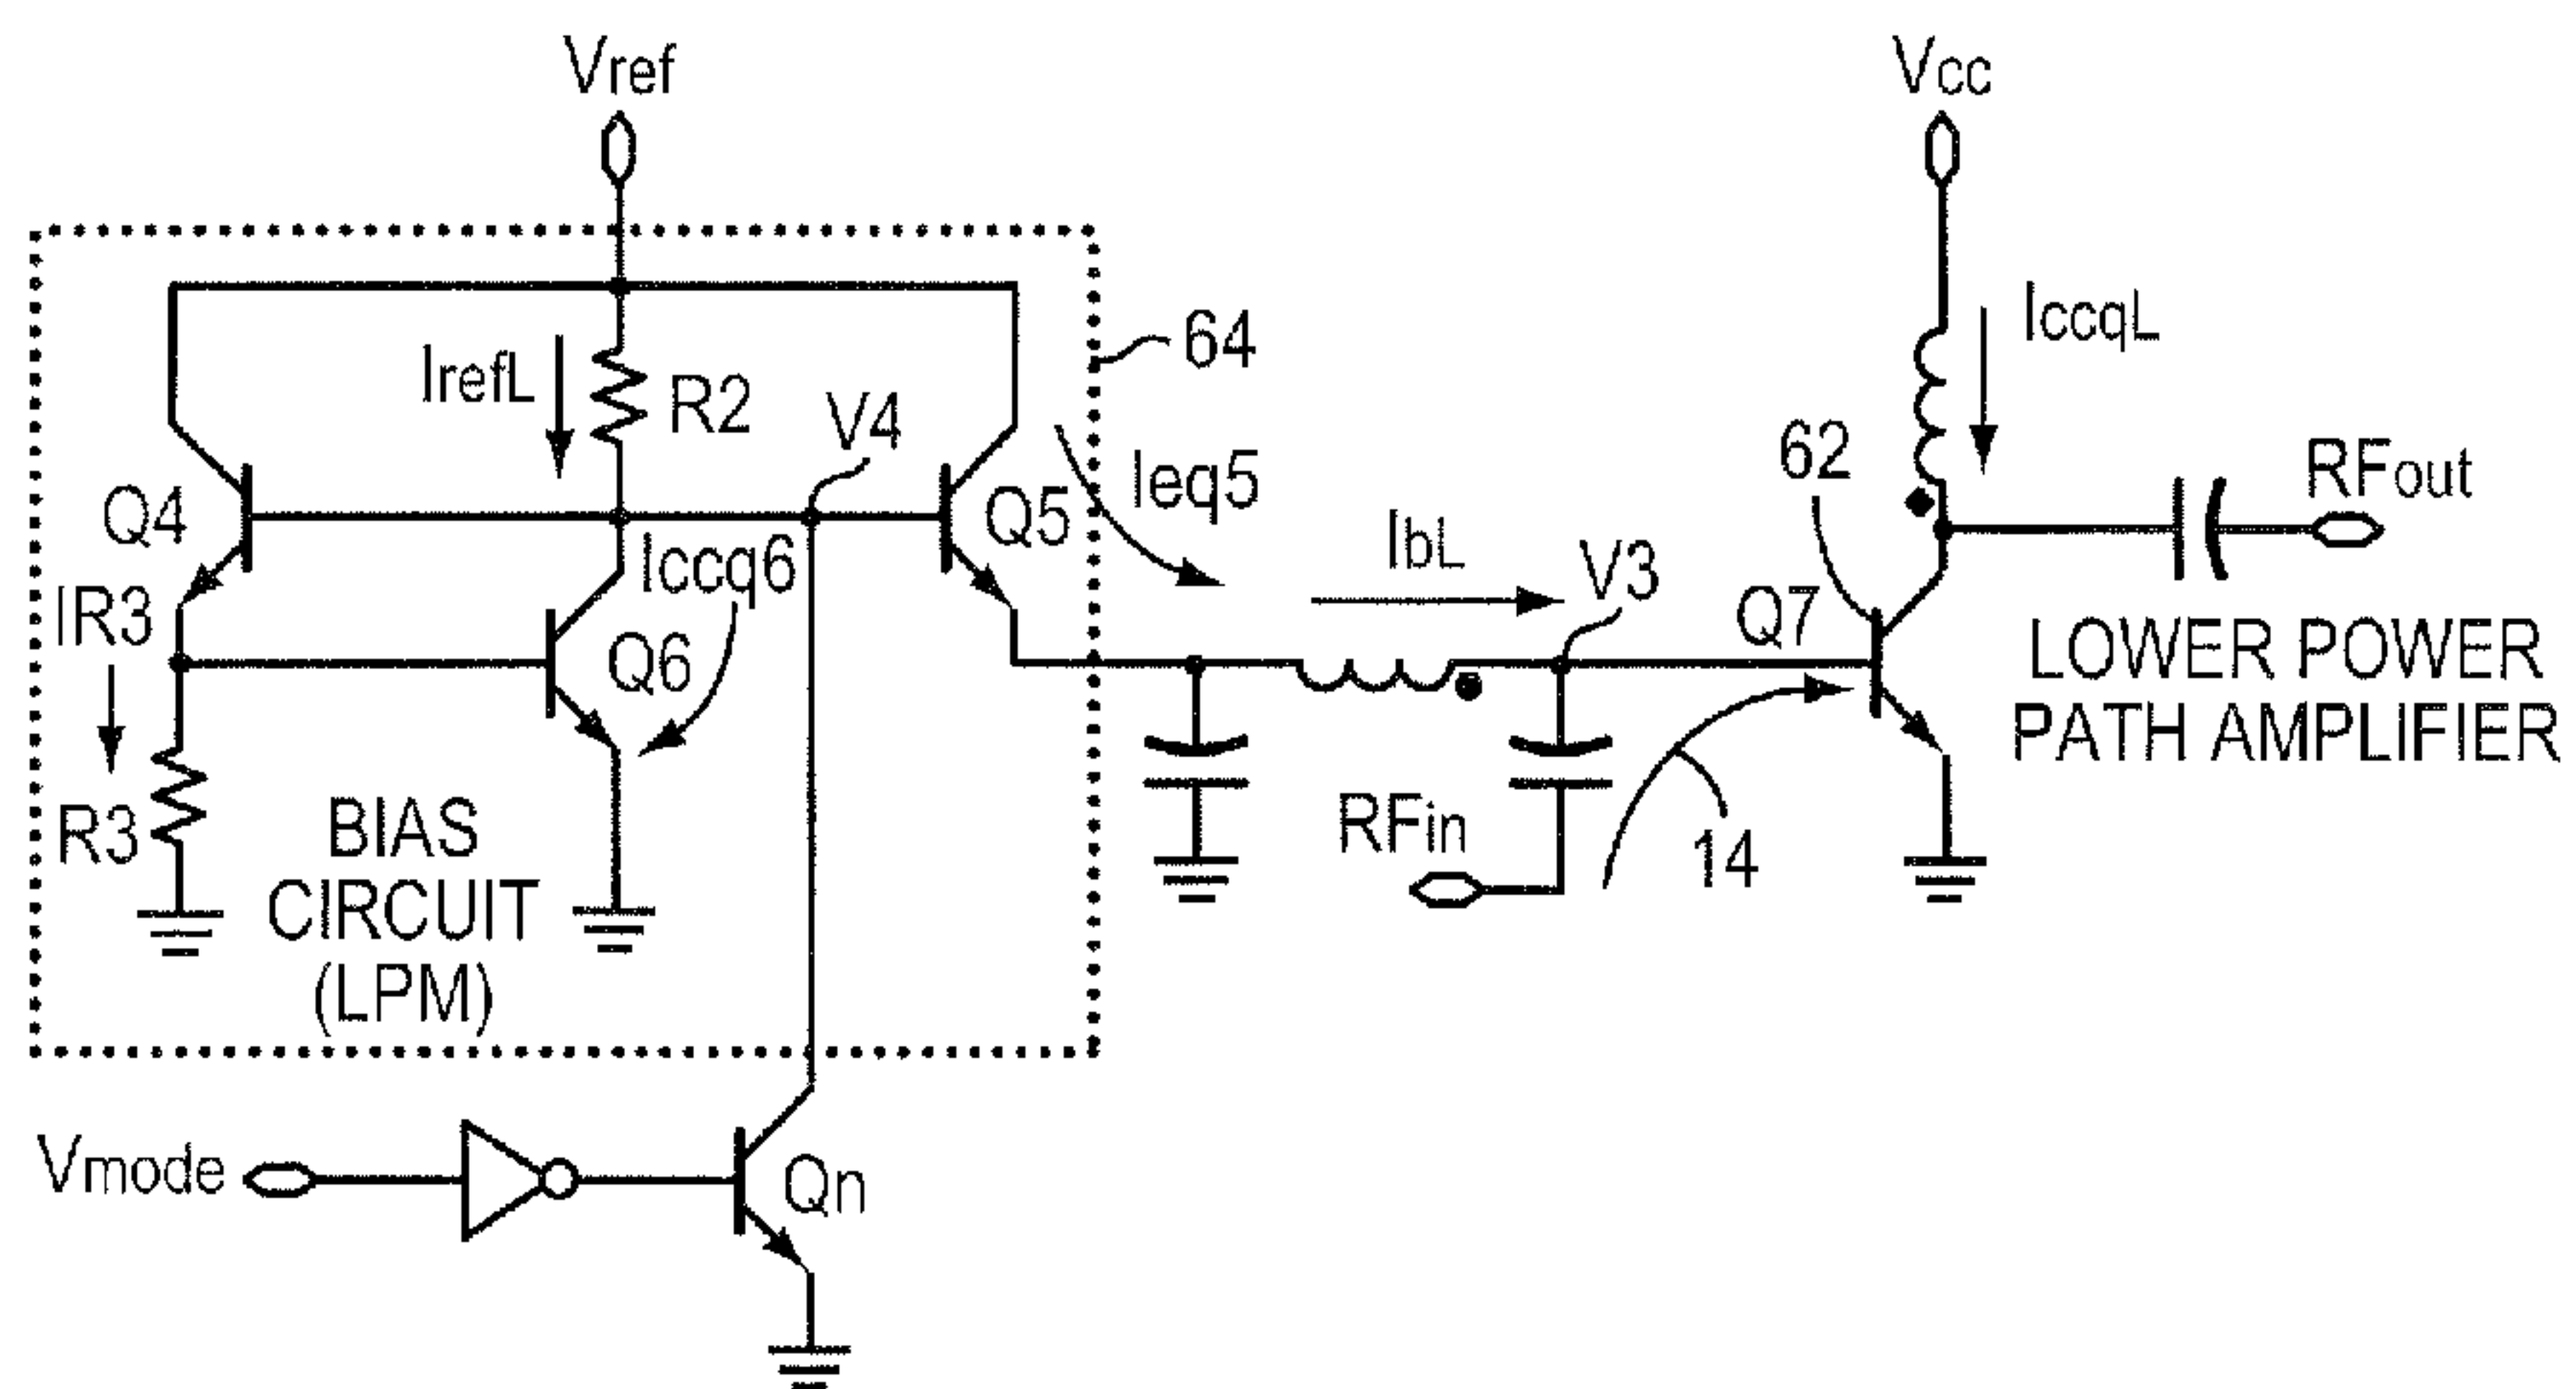 Vref
Vcc
IrefL
R2
V4
64
IccqL
62
RFout
Q4
Q5
Ieq5
IbL
V3
Iccq6
IR3
Q6
Q7
LOWER POWER
PATH AMPLIFIER
R3
BIAS
CIRCUIT
(LPM)
RFin
14
Vmode
Qn